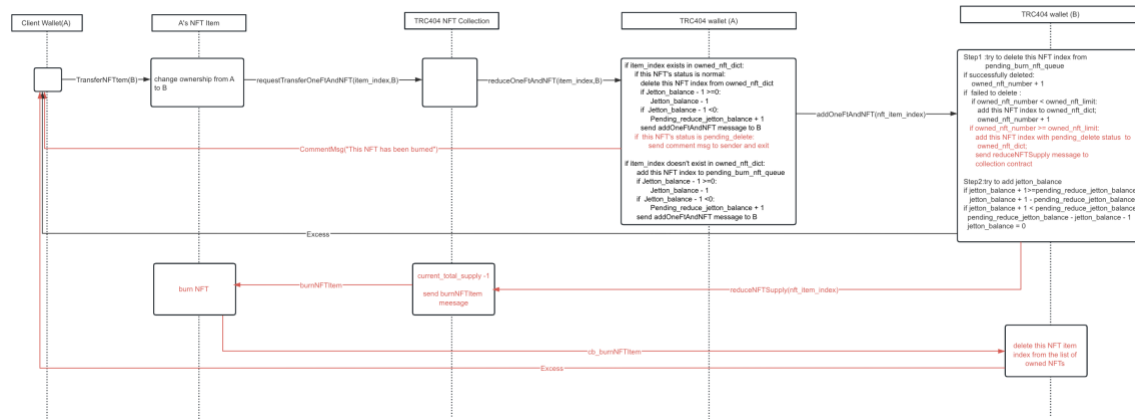 Client Wallet(A)
A's NFT Item
TRC404 NFT Collection
TRC404 wallet (A)
TRC404 wallet (B)
TransferNFTItem(B)
change ownership from A
to B
requestTransferOneFtAndNFT(item_index,B)
reduceOneFtAndNFT(item_index,B)
if item_index exists in owned_nft_dict:
if this NFT's status is normal:
delete this NFT index from owned_nft_dict
if Jetton_balance - 1 >=0:
Jetton_balance - 1
if Jetton_balance - 1 <0:
Pending_reduce_jetton_balance + 1
send addOneFtAndNFT message to B
if this NFT's status is pending_delete:
send comment msg to sender and exit
if item_index doesn't exist in owned_nft_dict:
add this NFT index to pending_burn_nft_queue
if Jetton_balance - 1 >=0:
Jetton_balance - 1
if Jetton_balance - 1 <0:
Pending_reduce_jetton_balance + 1
send addOneFtAndNFT message to B
addOneFtAndNFT(nft_item_index)
Step1 :try to delete this NFT index from
pending_burn_nft_queue
if successfully deleted:
owned_nft_number + 1
if failed to delete :
if owned_nft_number < owned_nft_limit:
add this NFT index to owned_nft_dict;
owned_nft_number + 1
if owned_nft_number >= owned_nft_limit:
add this NFT index with pending_delete status to
owned_nft_dict;
send reduceNFTSupply message to
collection contract
Step2:try to add jetton_balance
if jetton_balance + 1>=pending_reduce_jetton_balance
jetton_balance + 1 - pending_reduce_jetton_balance
if jetton_balance + 1 < pending_reduce_jetton_balance
pending_reduce_jetton_balance - jetton_balance - 1
jetton_balance = 0
CommentMsg("This NFT has been burned")
Excess
burn NFT
burnNFTItem
current_total_supply -1
send burnNFTItem
meesage
reduceNFTSupply(nft_item_index)
cb_burnNFTItem
delete this NFT item
index from the list of
owned NFTs
Excess